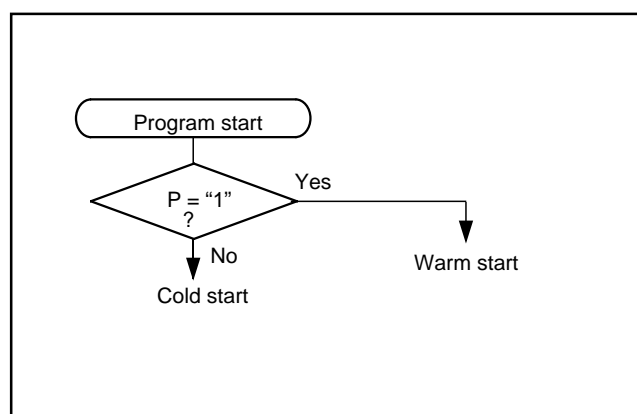 Program start
P = “1”
?
Yes
No
Warm start
Cold start